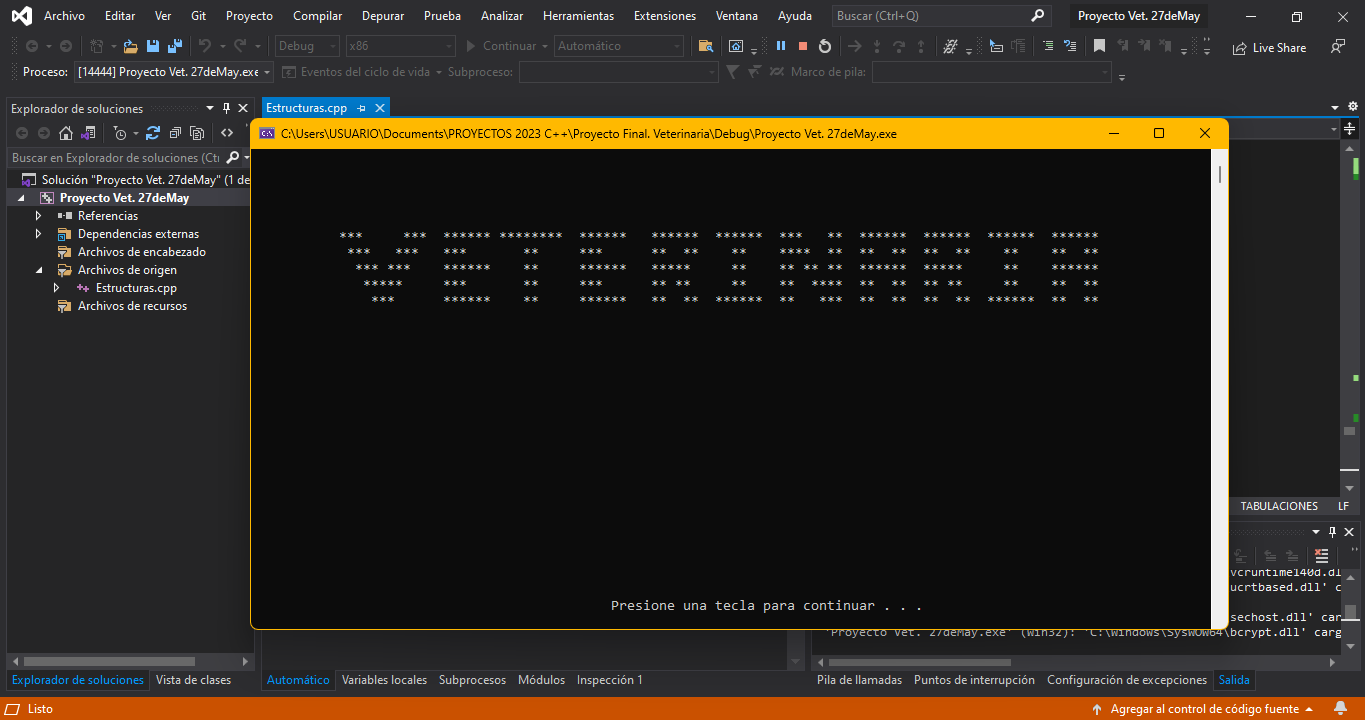 Archivo Editar Ver Git Proyecto Compilar Depurar Prueba Analizar Herramientas Extensiones Ventana Ayuda Buscar (Ctrl+Q) Proyecto Vet. 27deMay
Debug x86 Continuar Automático Live Share
Proceso: [14444] Proyecto Vet. 27deMay.exe Eventos del ciclo de vida Subproceso: Marco de pila:
Explorador de soluciones
Estructuras.cpp
Buscar en Explorador de soluciones (Ctr
Solución "Proyecto Vet. 27deMay" (1 de
Proyecto Vet. 27deMay
Referencias
Dependencias externas
Archivos de encabezado
Archivos de origen
Estructuras.cpp
Archivos de recursos
C:\Users\USUARIO\Documents\PROYECTOS 2023 C++\Proyecto Final. Veterinaria\Debug\Proyecto Vet. 27deMay.exe
VETERINARIA
Presione una tecla para continuar . . .
TABULACIONES LF
vcruntime140d.dl
ucrtbased.dll' c
sechost.dll' car
'Proyecto Vet. 27deMay.exe' (Win32): 'C:\Windows\SysWOW64\bcrypt.dll' carg
Explorador de soluciones Vista de clases
Automático Variables locales Subprocesos Módulos Inspección 1
Pila de llamadas Puntos de interrupción Configuración de excepciones Salida
Listo
Agregar al control de código fuente